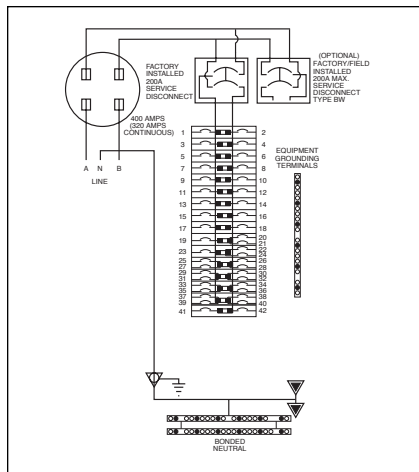 FACTORY
INSTALLED
200A
SERVICE
DISCONNECT
(OPTIONAL)
FACTORY/FIELD
INSTALLED
200A MAX.
SERVICE
DISCONNECT
TYPE BW
400 AMPS
(320 AMPS
CONTINUOUS)
A N B
LINE
EQUIPMENT
GROUNDING
TERMINALS
1 2
3 4
5 6
7 8
9 10
11 12
13 14
15 16
17 18
19 20
21
23 22
24
25 26
27 28
29 30
31 32
33 34
35 36
37 38
39 40
41 42
BONDED
NEUTRAL